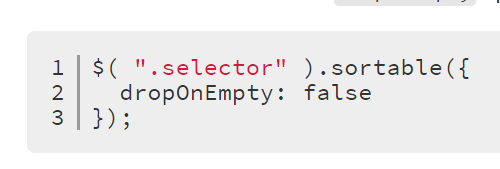 1 $( ".selector" ).sortable({
2   dropOnEmpty: false
3 });